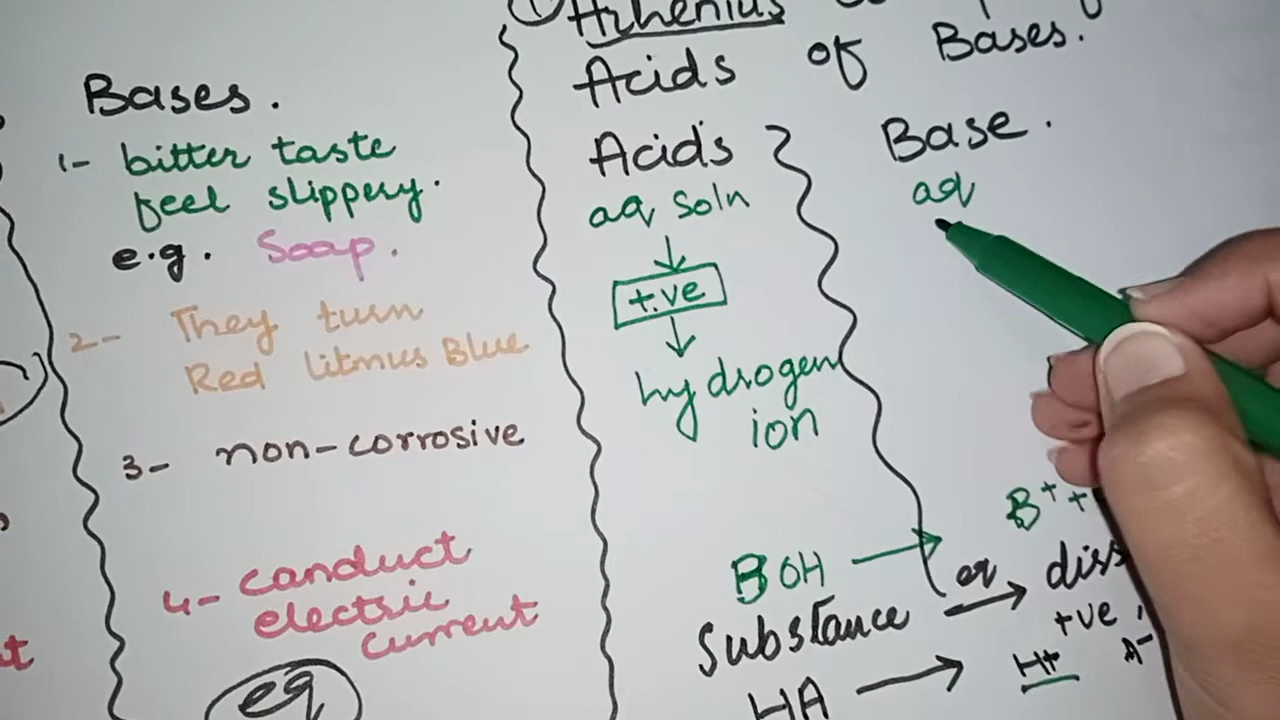 Bases.
1- bitter taste
feel slippery.
e.g. Soap.
2- They turn
Red litmus Blue
3- non-corrosive
4- conduct
electric
current
eq
Arhenius
Acids of Bases.
Acids
aq soln
+ve
hydrogen
ion
Base.
aq
BOH → B+ +
Substance or → diss
+ve
HA → H+ A-